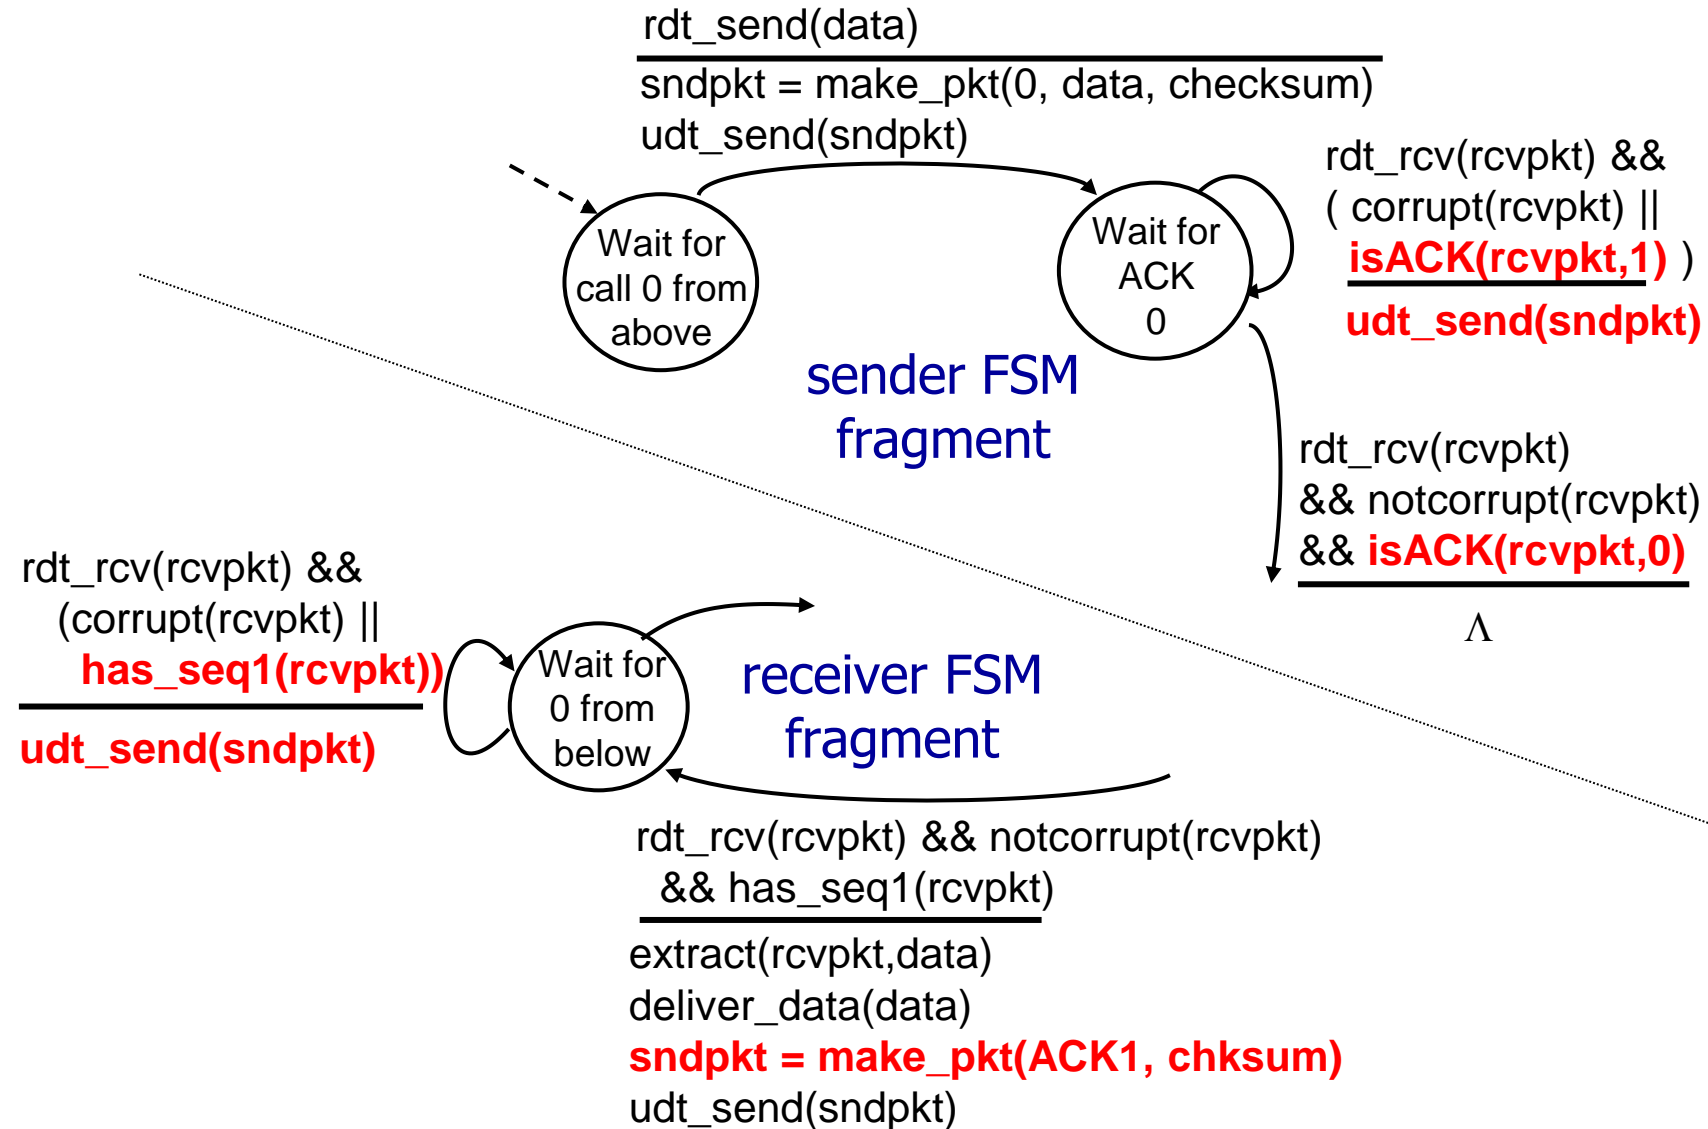 rdt_send(data)
sndpkt = make_pkt(0, data, checksum)
udt_send(sndpkt)
rdt_rcv(rcvpkt) &&
( corrupt(rcvpkt) ||
isACK(rcvpkt,1) )
udt_send(sndpkt)
Wait for
call 0 from
above
Wait for
ACK
0
sender FSM
fragment
rdt_rcv(rcvpkt)
&& notcorrupt(rcvpkt)
&& isACK(rcvpkt,0)
Λ
rdt_rcv(rcvpkt) &&
(corrupt(rcvpkt) ||
has_seq1(rcvpkt))
udt_send(sndpkt)
Wait for
0 from
below
receiver FSM
fragment
rdt_rcv(rcvpkt) && notcorrupt(rcvpkt)
&& has_seq1(rcvpkt)
extract(rcvpkt,data)
deliver_data(data)
sndpkt = make_pkt(ACK1, chksum)
udt_send(sndpkt)